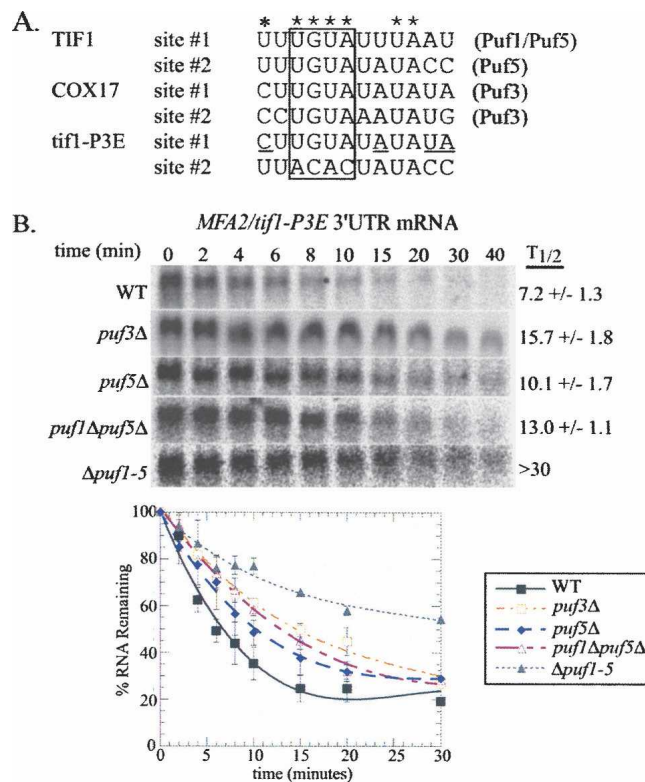 A.
* * * * * * *
TIF1 site #1 UUUGUAUUUAAU (Puf1/Puf5)
site #2 UUUGUAUAUACC (Puf5)
COX17 site #1 CUUGUAUAUAUA (Puf3)
site #2 CCUGUAAAUAUG (Puf3)
tif1-P3E site #1 CUUGUAUAUAUA
site #2 UUACACUAUACC
B.
MFA2/tif1-P3E 3'UTR mRNA
time (min) 0 2 4 6 8 10 15 20 30 40 T1/2
WT 7.2 +/- 1.3
puf3Δ 15.7 +/- 1.8
puf5Δ 10.1 +/- 1.7
puf1Δpuf5Δ 13.0 +/- 1.1
Δpuf1-5 >30
% RNA Remaining
100
80
60
40
20
0
0 5 10 15 20 25 30
time (minutes)
WT
puf3Δ
puf5Δ
puf1Δpuf5Δ
Δpuf1-5